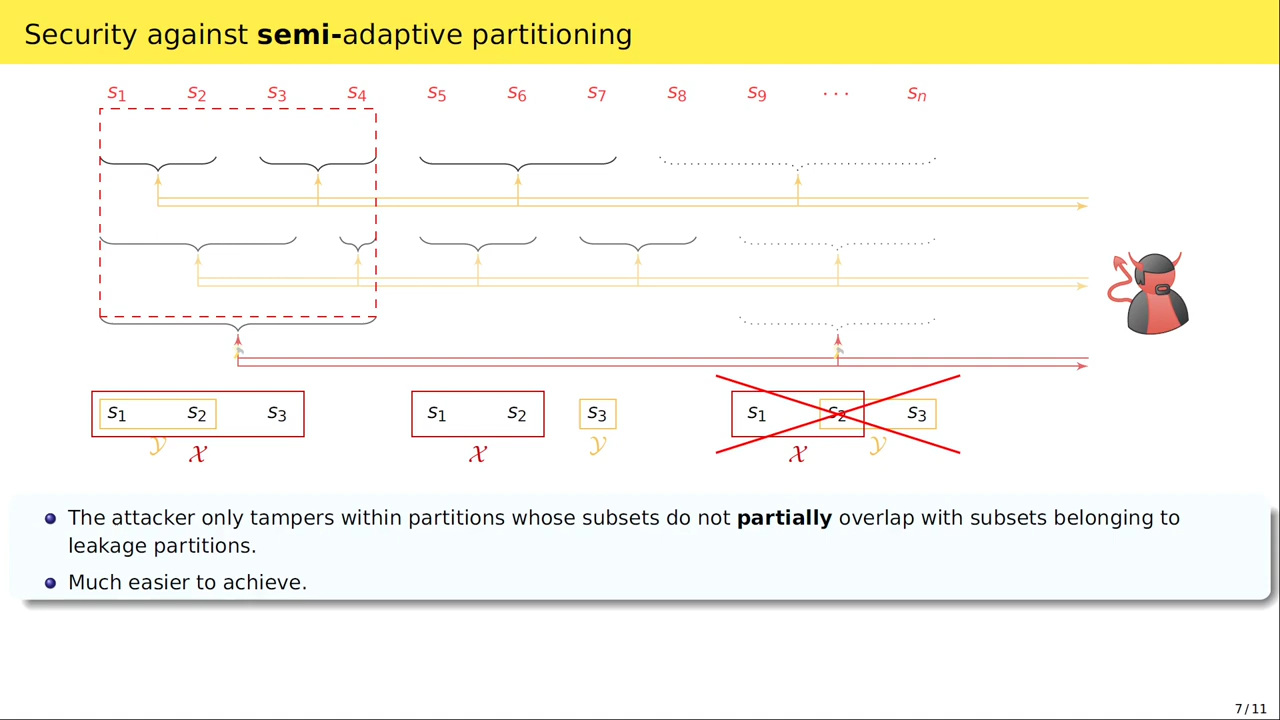 Security against semi-adaptive partitioning
s1 s2 s3 s4 s5 s6 s7 s8 s9 ··· sn
s1 s2 s3 s1 s2 s3 s1 s2 s3
𝒴 𝒳 𝒳 𝒴 𝒳 𝒴
The attacker only tampers within partitions whose subsets do not partially overlap with subsets belonging to
leakage partitions.
Much easier to achieve.
7/11